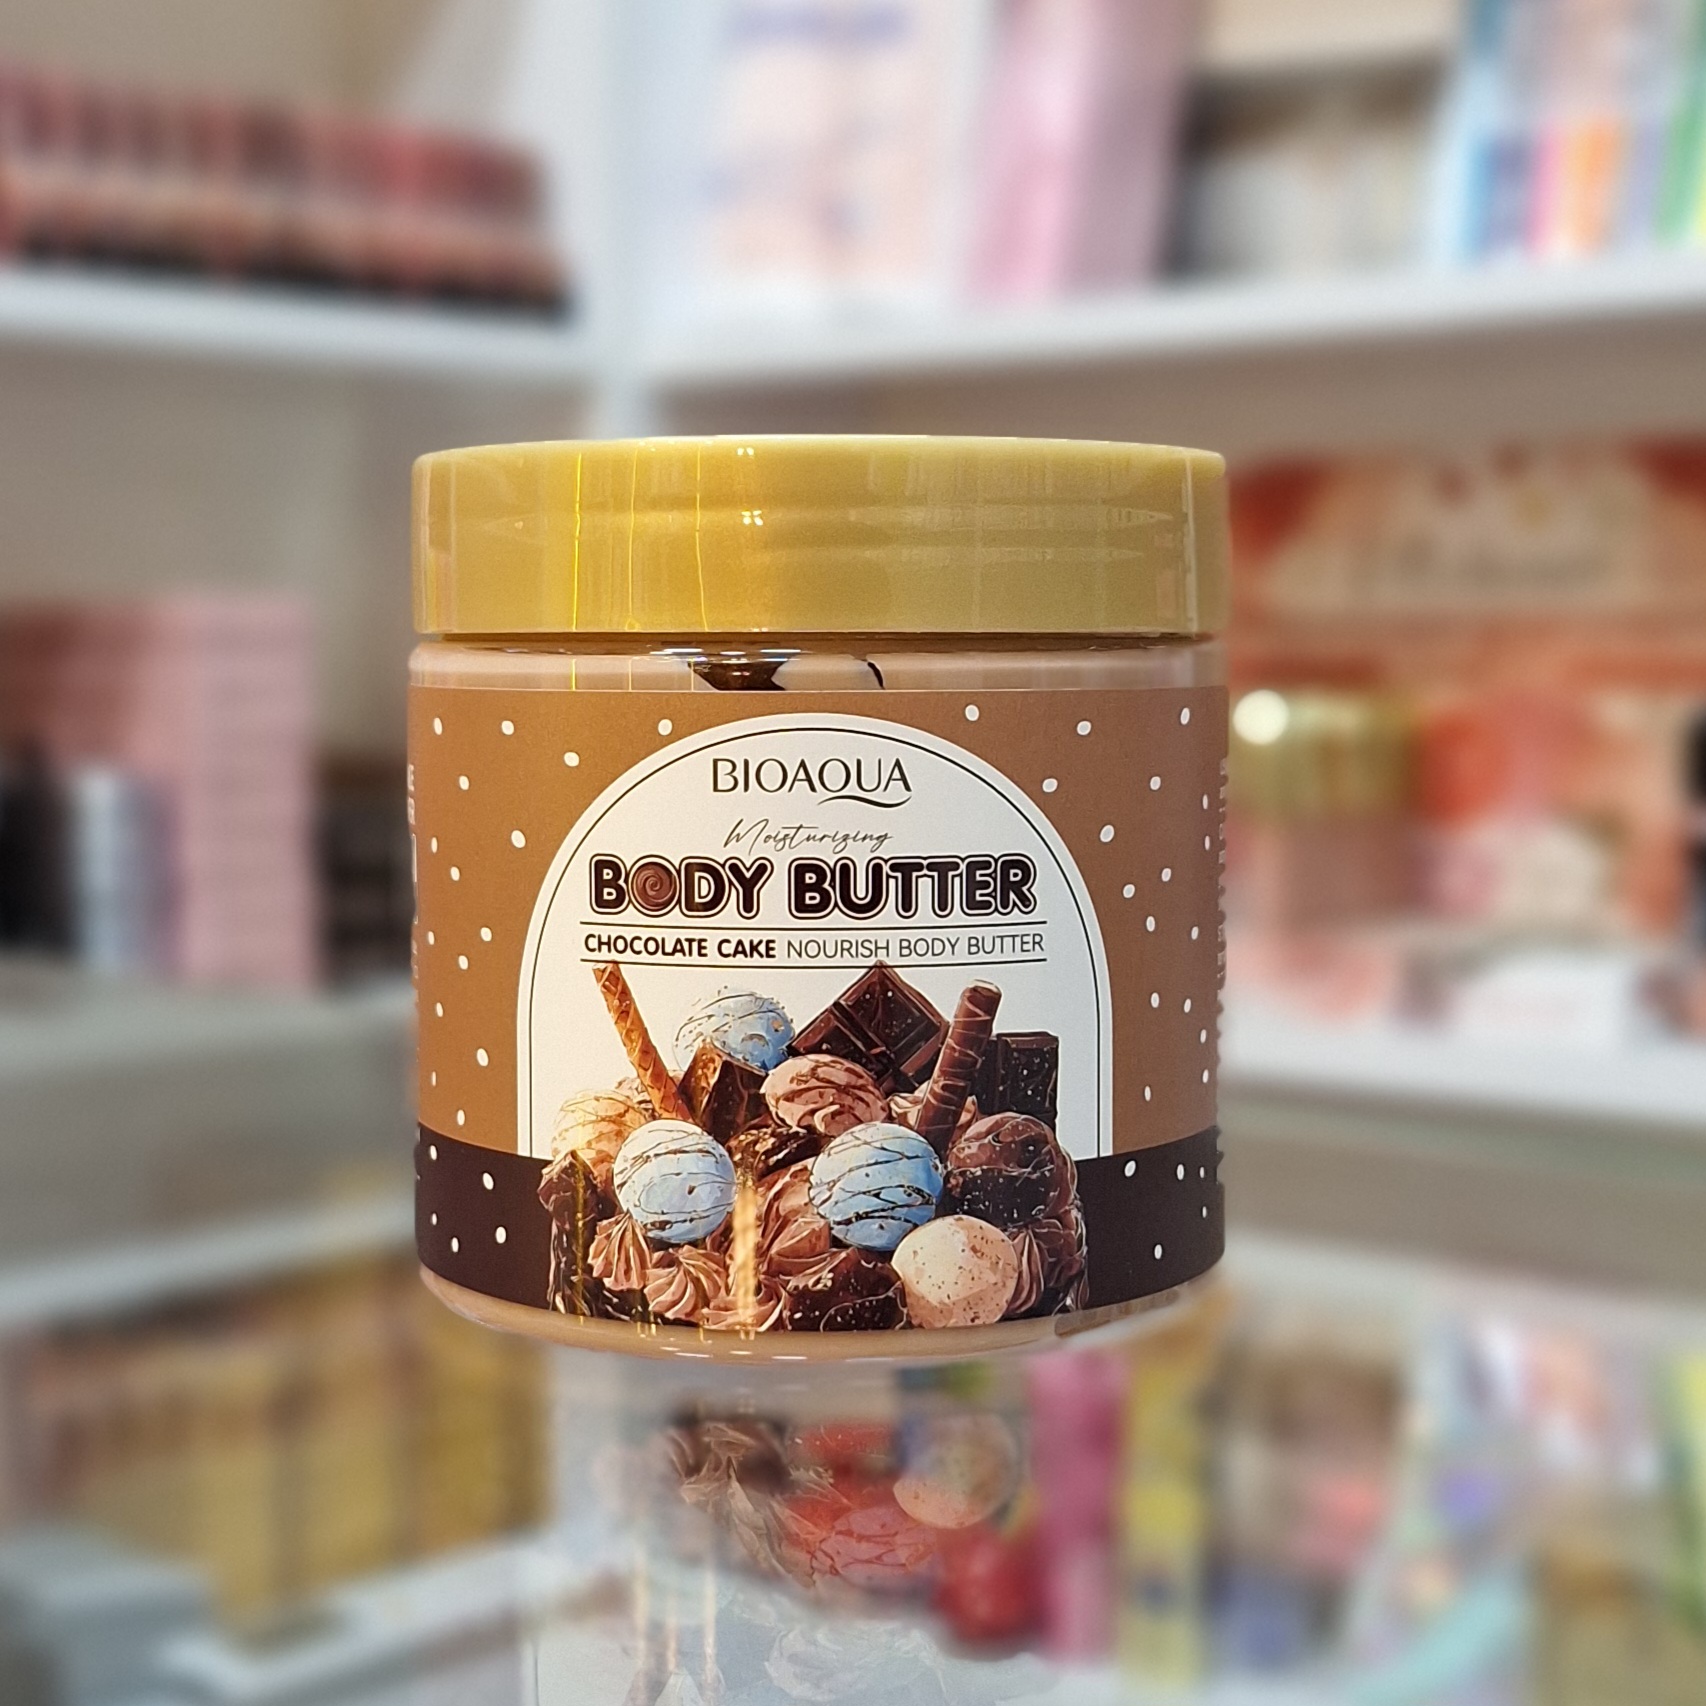 BIOAQUA
Moisturizing
BODY BUTTER
CHOCOLATE CAKE NOURISH BODY BUTTER